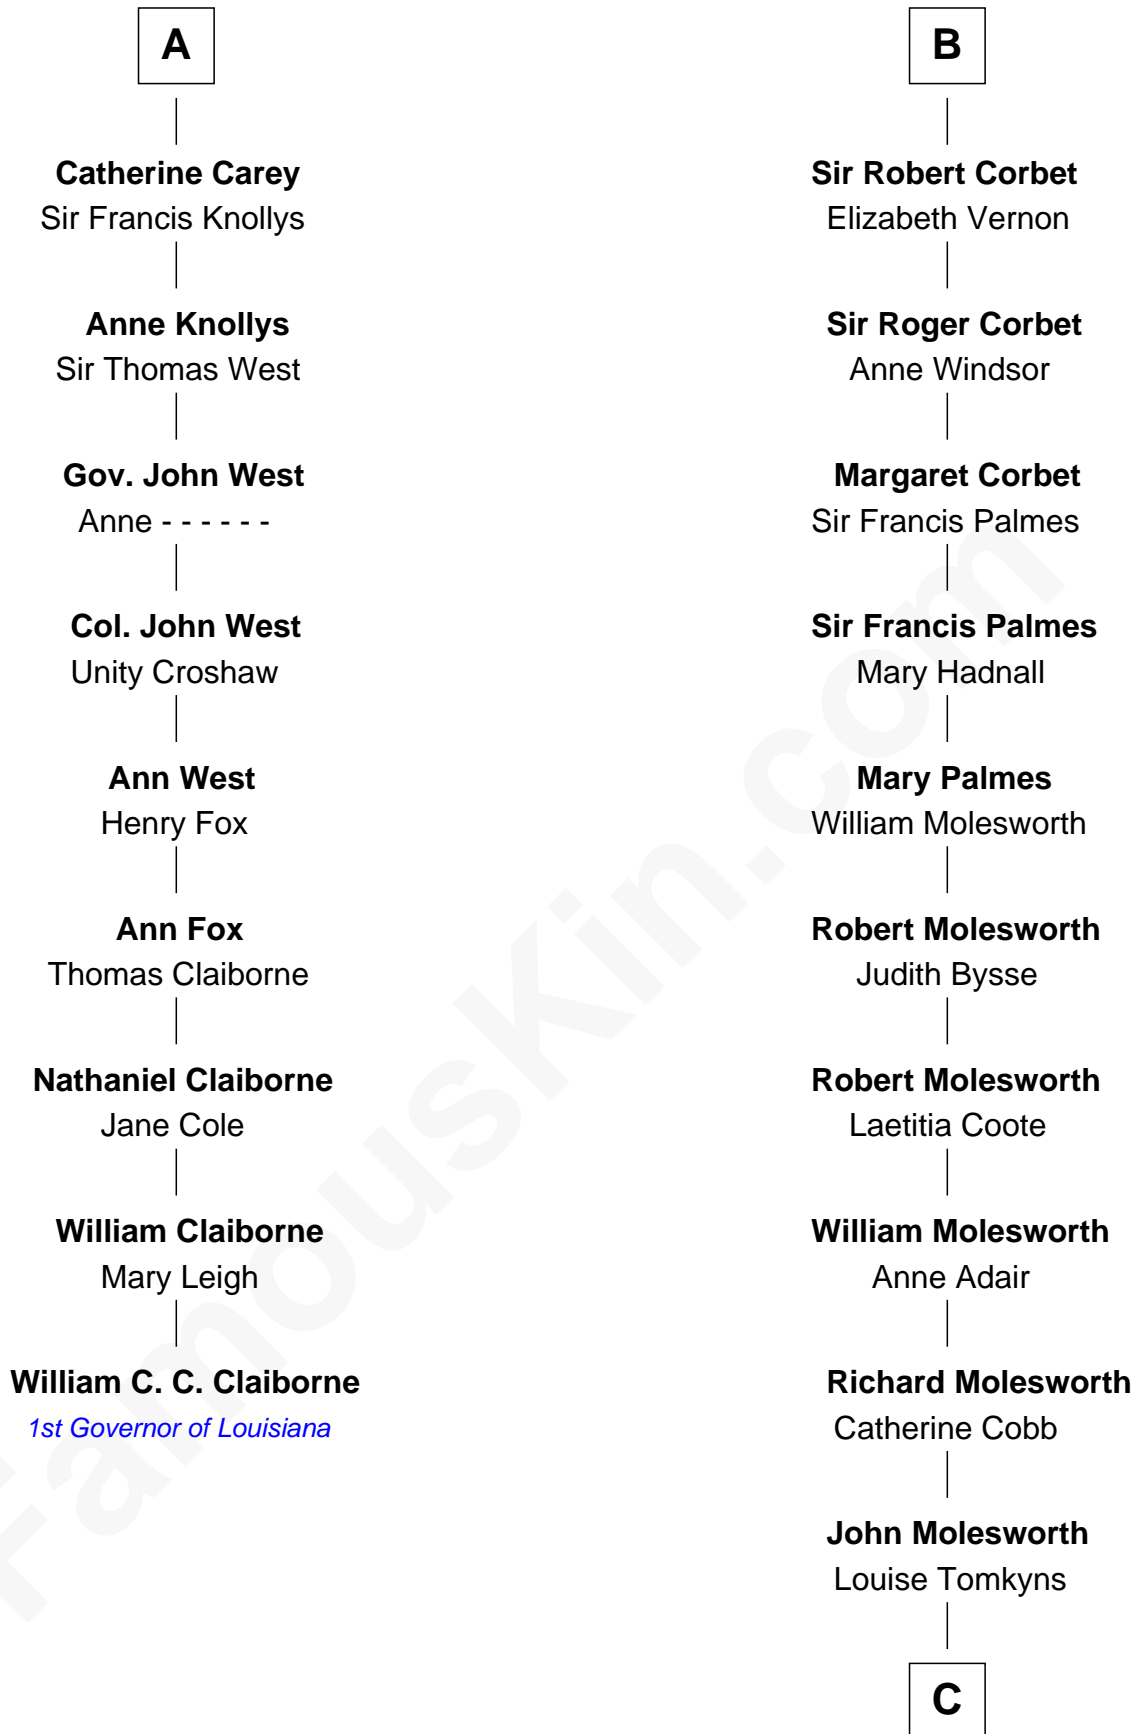 A
Catherine Carey
Sir Francis Knollys
Anne Knollys
Sir Thomas West
Gov. John West
Anne - - - - - -
Col. John West
Unity Croshaw
Ann West
Henry Fox
Ann Fox
Thomas Claiborne
Nathaniel Claiborne
Jane Cole
William Claiborne
Mary Leigh
William C. C. Claiborne
1st Governor of Louisiana
B
Sir Robert Corbet
Elizabeth Vernon
Sir Roger Corbet
Anne Windsor
Margaret Corbet
Sir Francis Palmes
Sir Francis Palmes
Mary Hadnall
Mary Palmes
William Molesworth
Robert Molesworth
Judith Bysse
Robert Molesworth
Laetitia Coote
William Molesworth
Anne Adair
Richard Molesworth
Catherine Cobb
John Molesworth
Louise Tomkyns
C
FamousKin.com